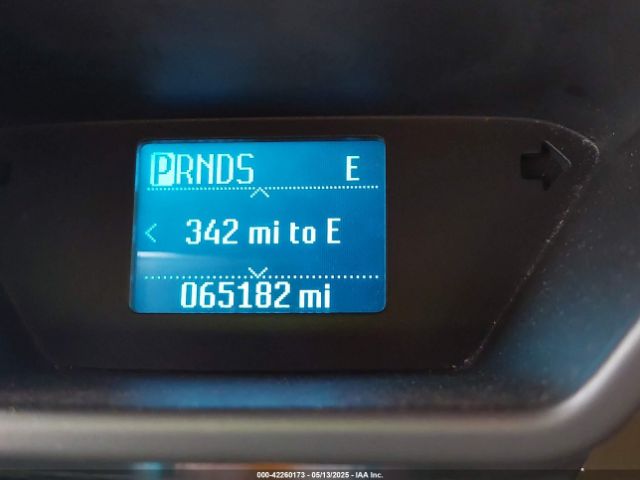 PRNDS E
342 mi to E
065182 mi
000-42260173 - 05/13/2025 - IAA Inc.